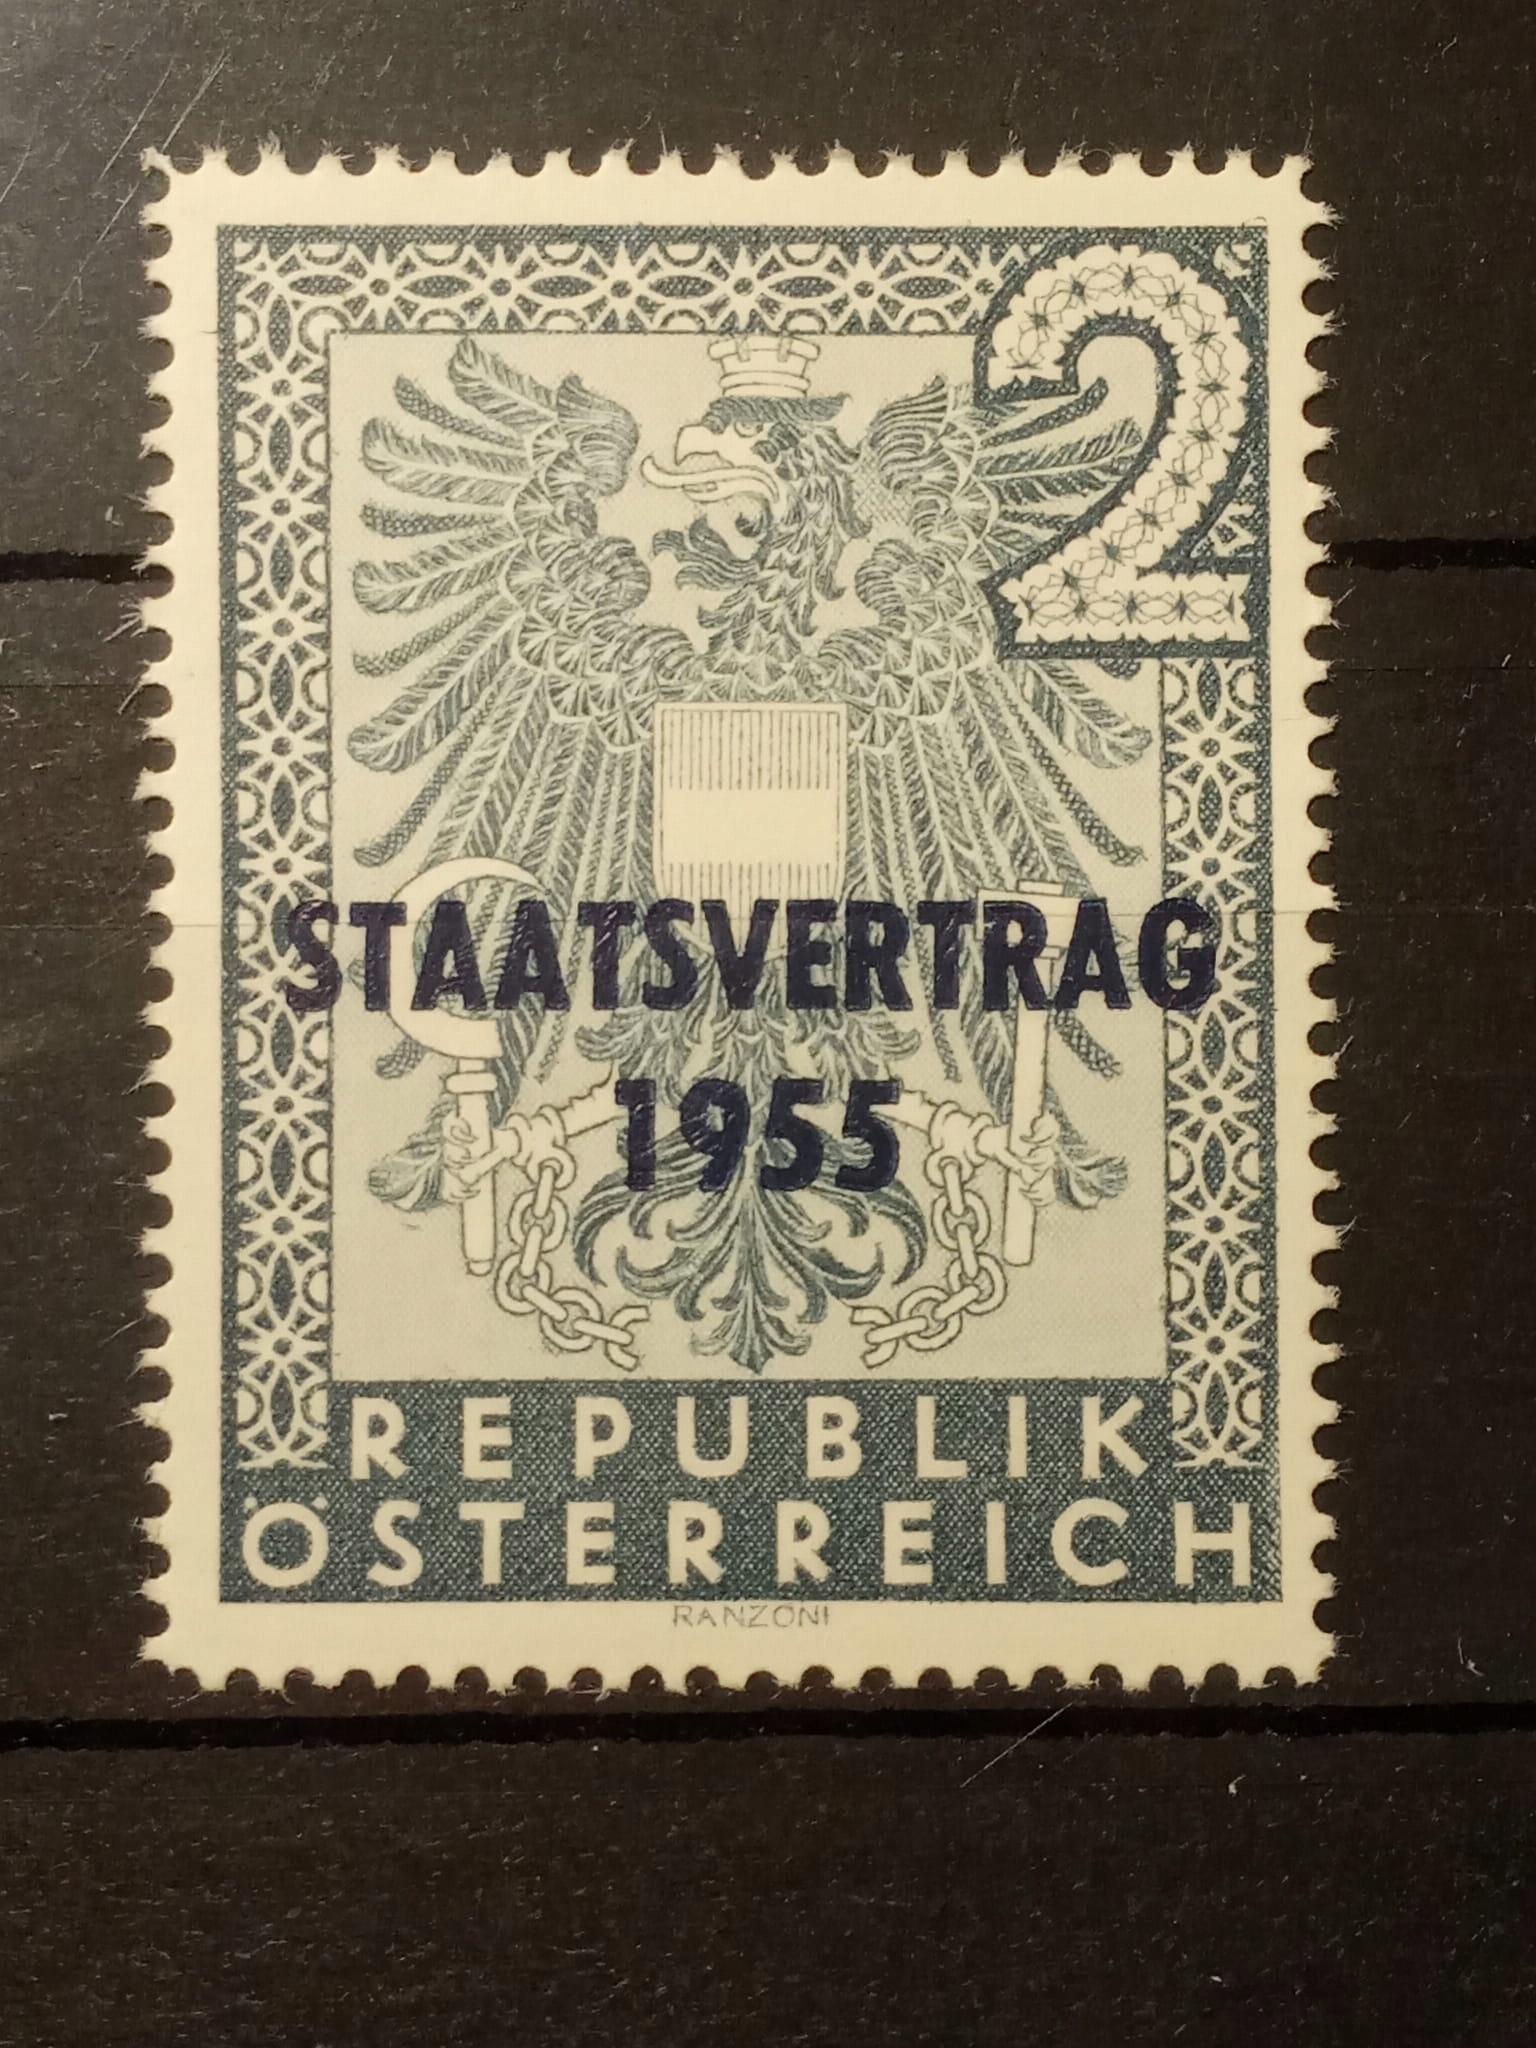 2
STAATSVERTRAG
1955
REPUBLIK
ÖSTERREICH
RANZONI